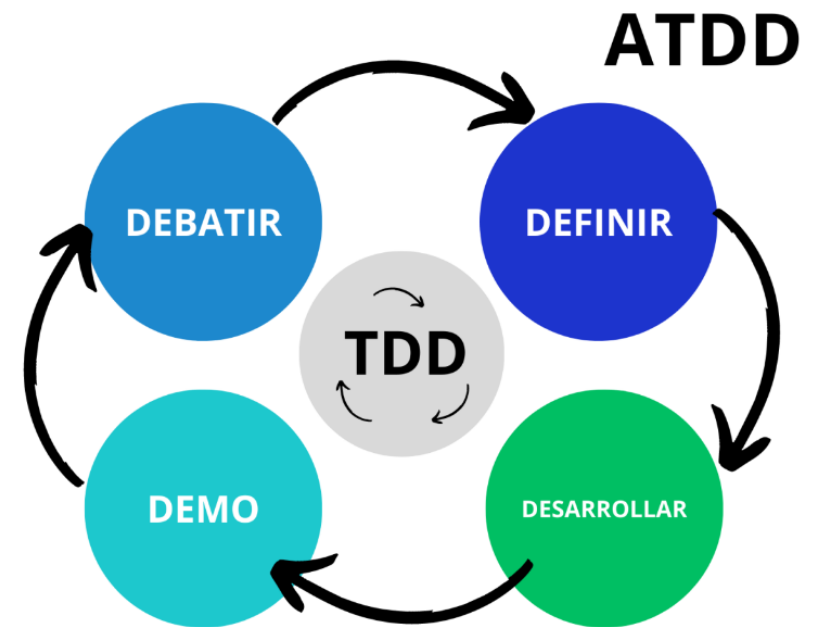 ATDD
DEBATIR
DEFINIR
TDD
DEMO
DESARROLLAR